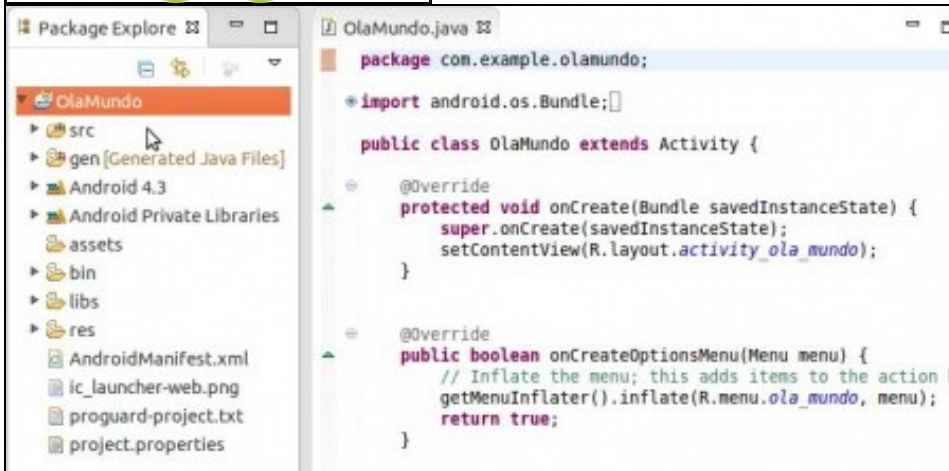 Package Explore
OlaMundo
src
gen [Generated Java Files]
Android 4.3
Android Private Libraries
assets
bin
libs
res
AndroidManifest.xml
ic_launcher-web.png
proguard-project.txt
project.properties
OlaMundo.java
package com.example.olamundo;
import android.os.Bundle;
public class OlaMundo extends Activity {
@Override
protected void onCreate(Bundle savedInstanceState) {
super.onCreate(savedInstanceState);
setContentView(R.layout.activity_ola_mundo);
}
@Override
public boolean onCreateOptionsMenu(Menu menu) {
// Inflate the menu; this adds items to the action
getMenuInflater().inflate(R.menu.ola_mundo, menu);
return true;
}